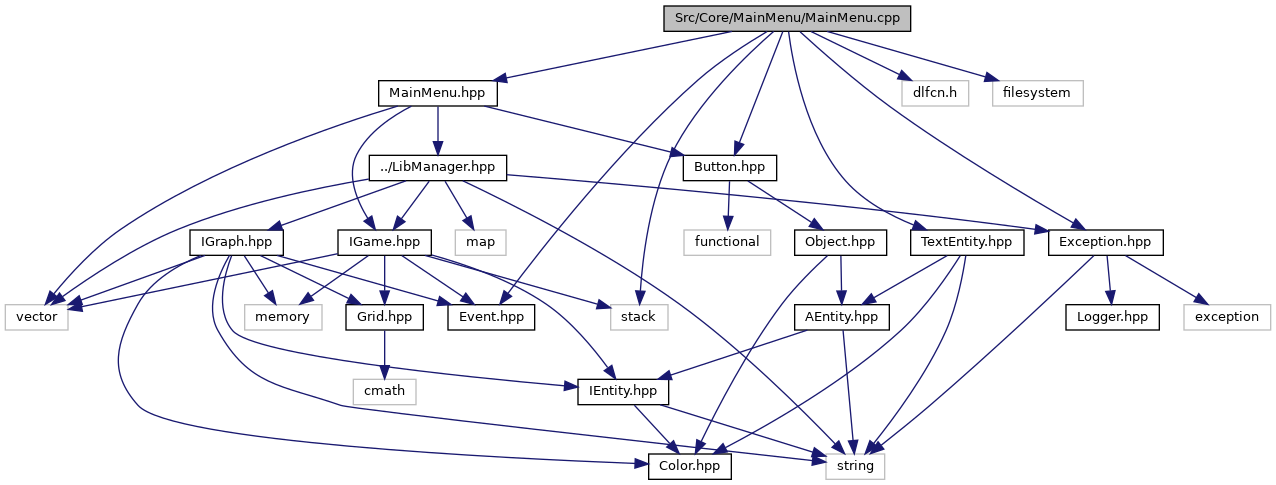 Src/Core/MainMenu/MainMenu.cpp
MainMenu.hpp
dlfcn.h
filesystem
../LibManager.hpp
Button.hpp
IGraph.hpp
IGame.hpp
map
functional
Object.hpp
TextEntity.hpp
Exception.hpp
vector
memory
Grid.hpp
Event.hpp
stack
AEntity.hpp
Logger.hpp
exception
cmath
IEntity.hpp
Color.hpp
string